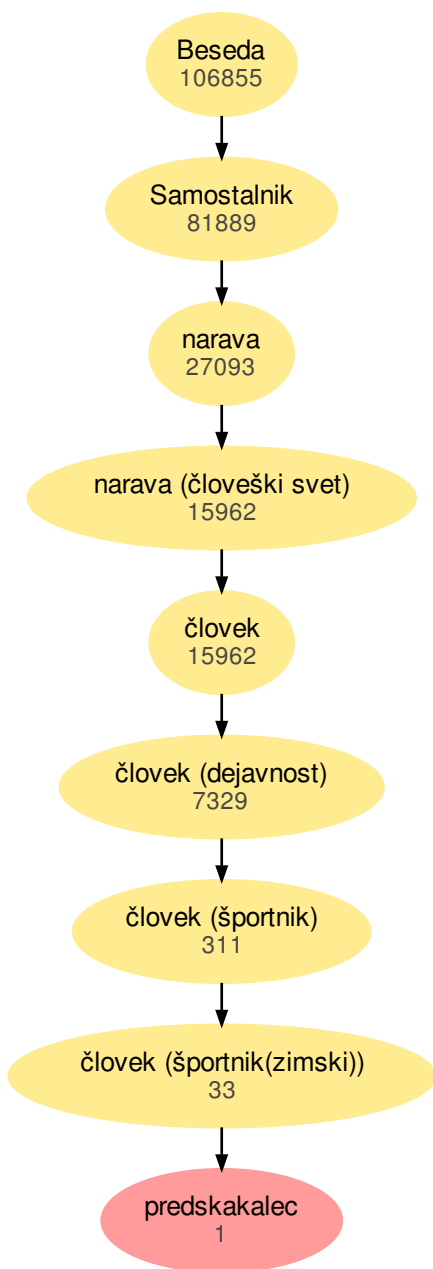 Beseda
106855
Samostalnik
81889
narava
27093
narava (človeški svet)
15962
človek
15962
človek (dejavnost)
7329
človek (športnik)
311
človek (športnik(zimski))
33
predskakalec
1